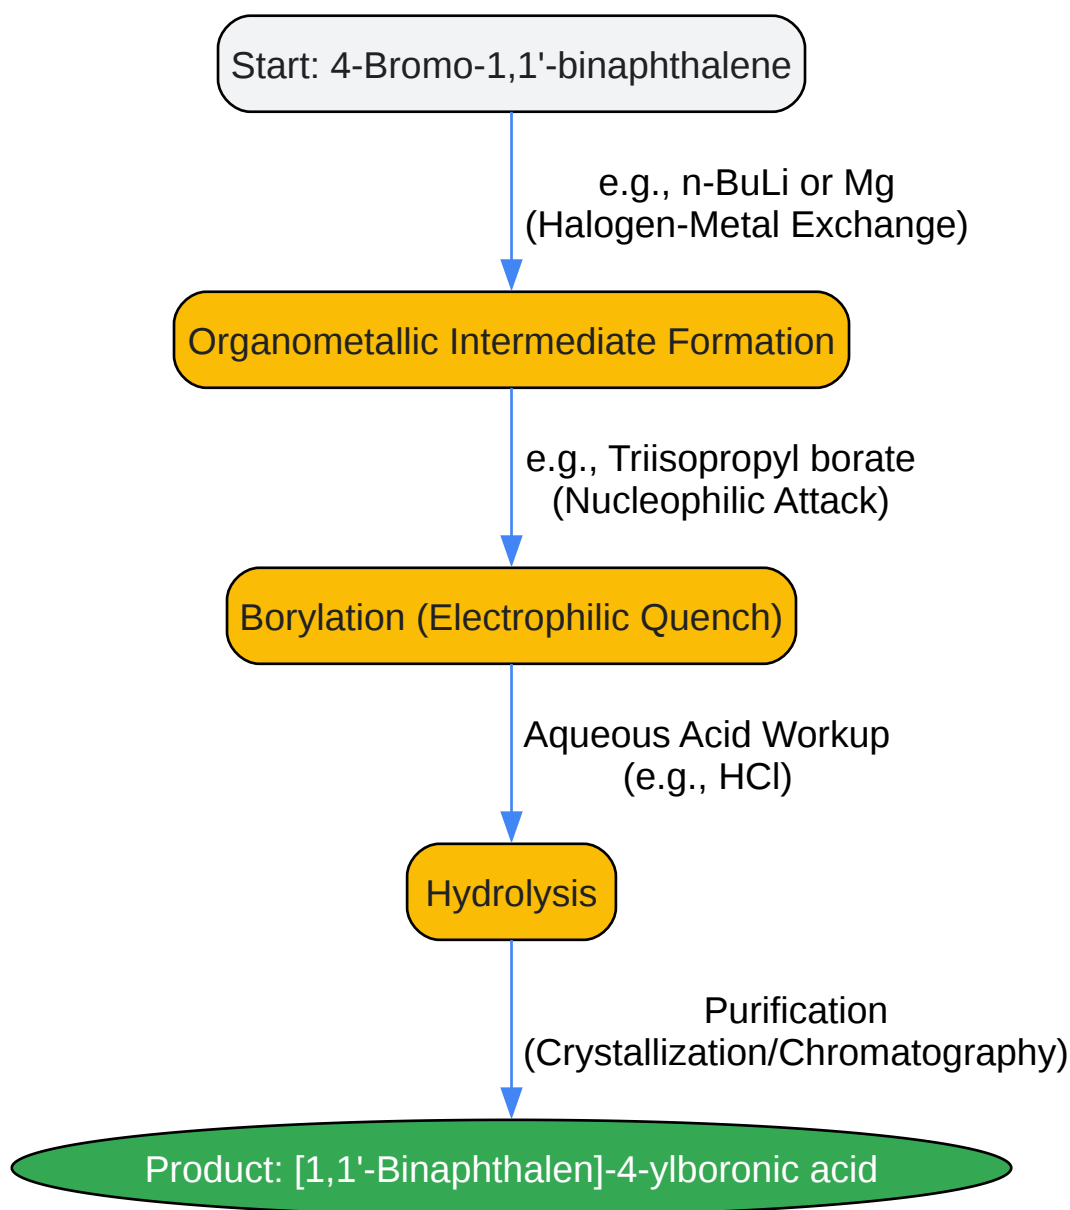 Start: 4-Bromo-1,1'-binaphthalene
e.g., n-BuLi or Mg
(Halogen-Metal Exchange)
Organometallic Intermediate Formation
e.g., Triisopropyl borate
(Nucleophilic Attack)
Borylation (Electrophilic Quench)
Aqueous Acid Workup
(e.g., HCl)
Hydrolysis
Purification
(Crystallization/Chromatography)
Product: [1,1'-Binaphthalen]-4-ylboronic acid